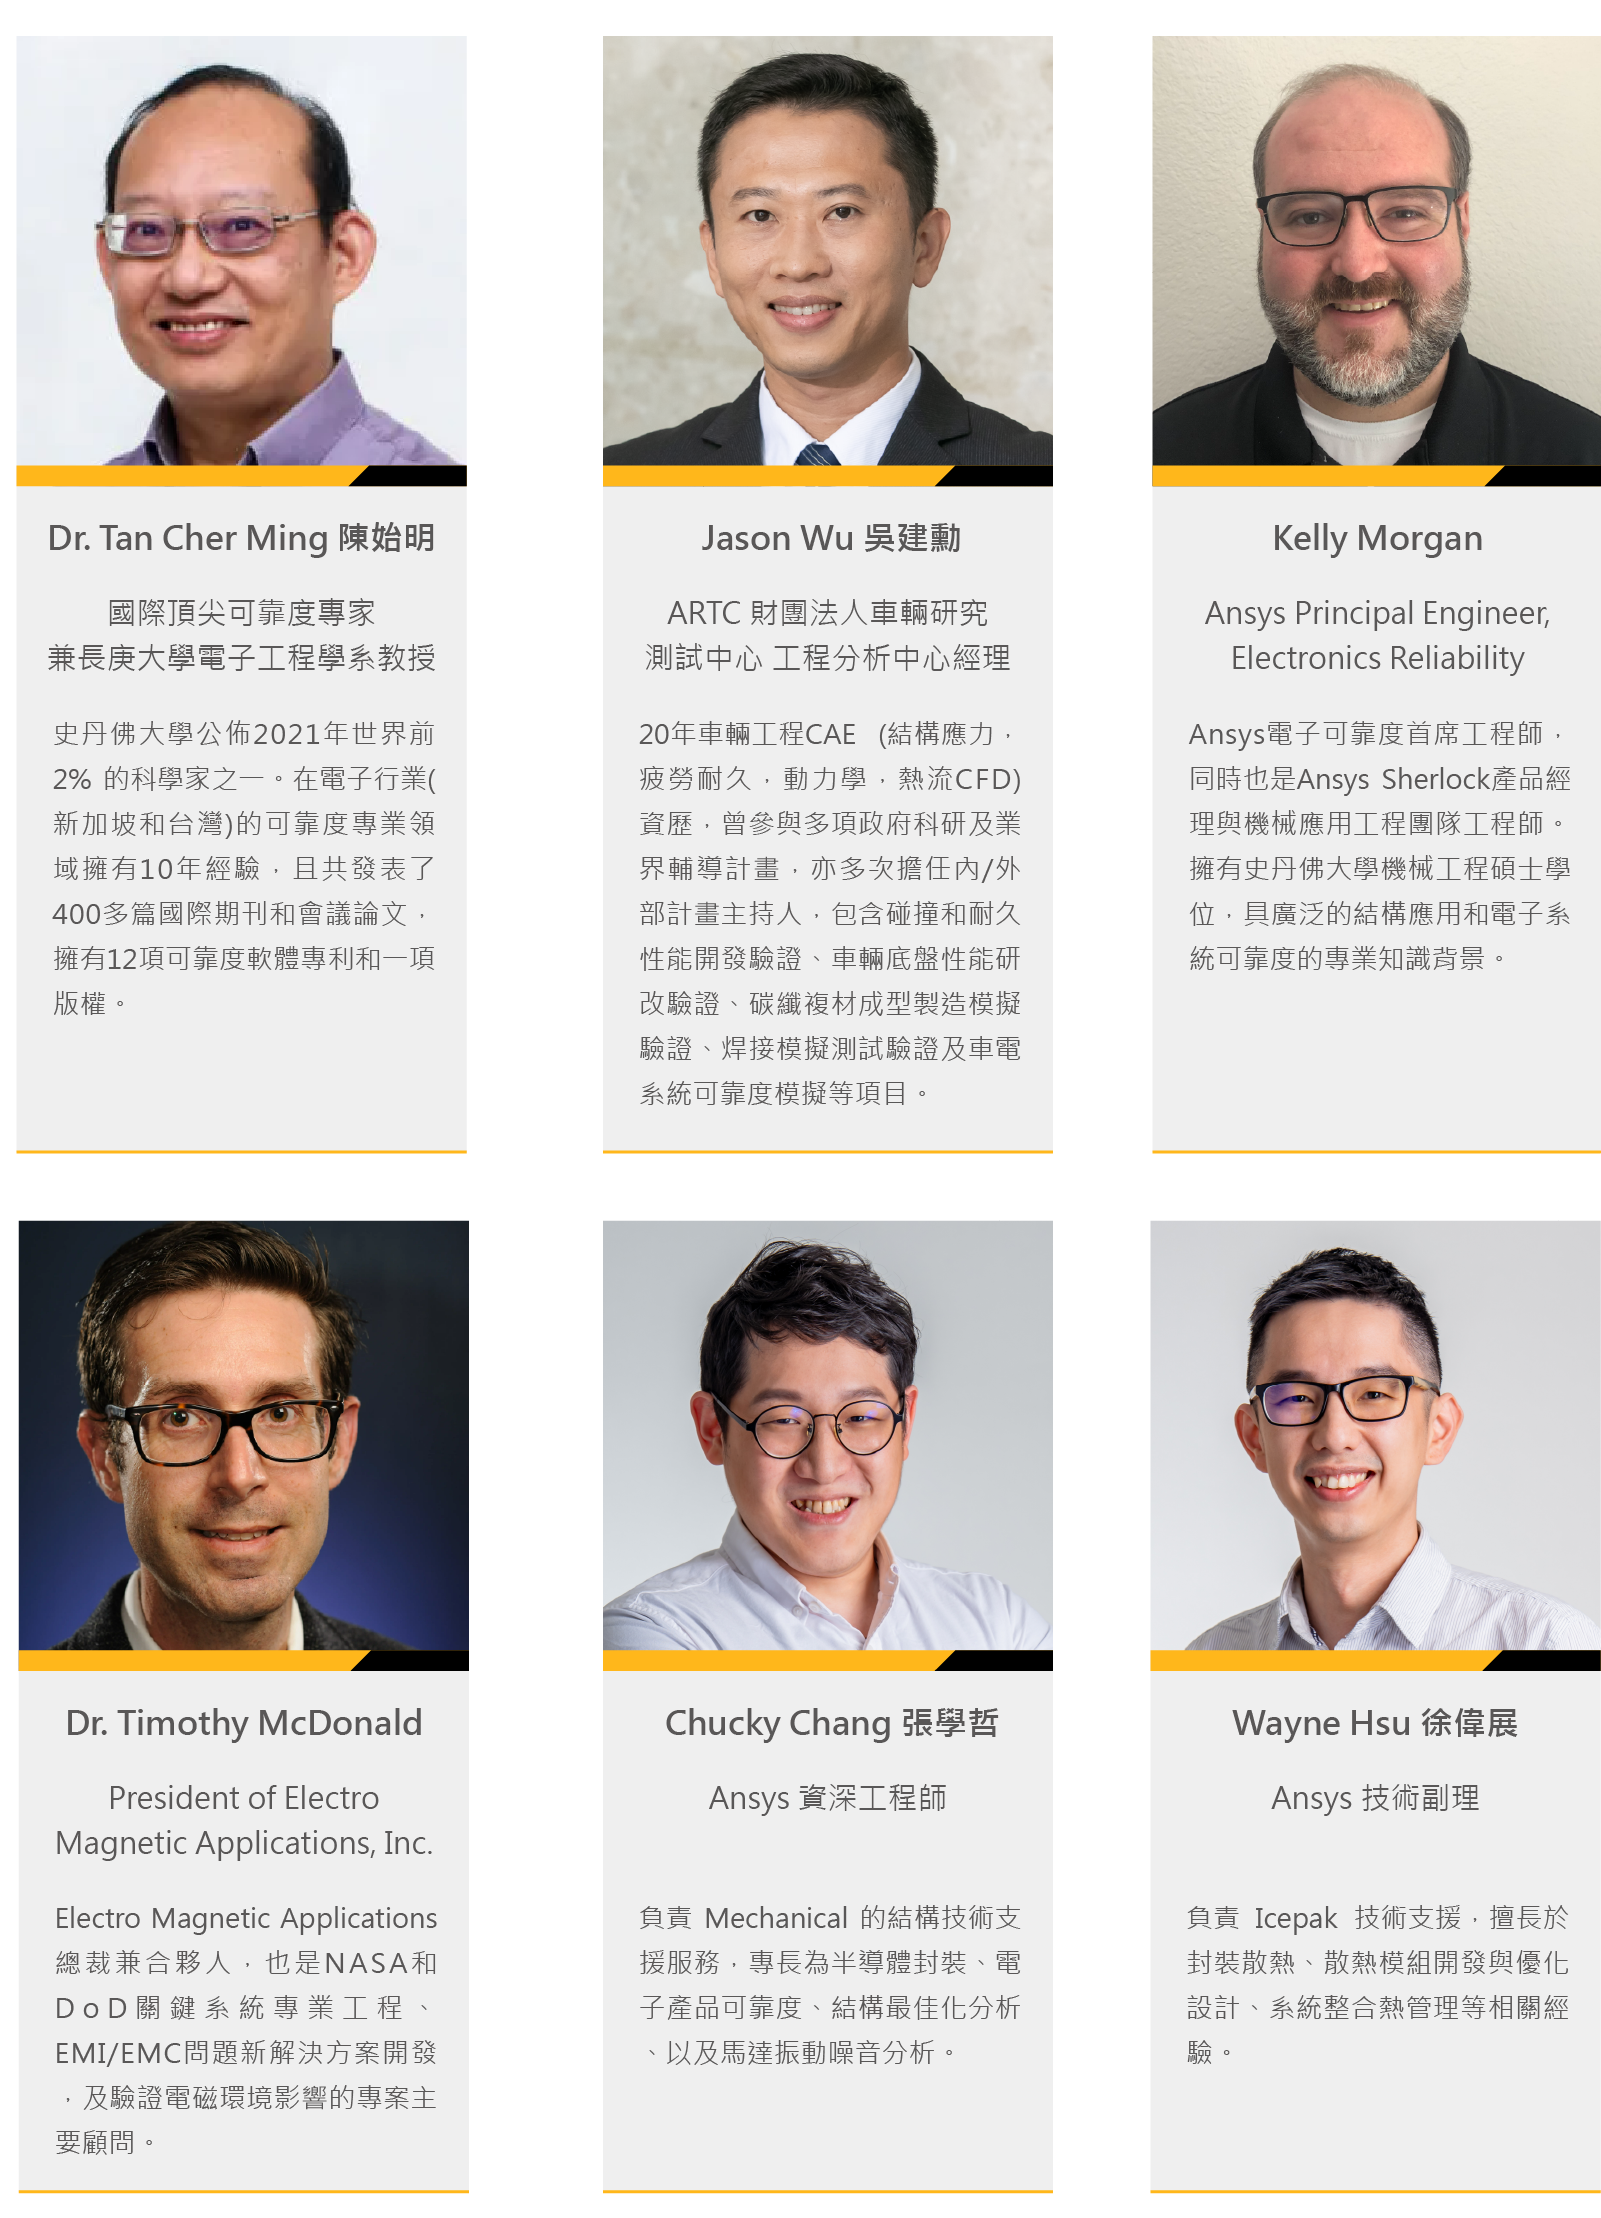 Dr. Tan Cher Ming 陳始明
國際頂尖可靠度專家
兼長庚大學電子工程學系教授
史丹佛大學公佈2021年世界前
2% 的科學家之一。在電子行業(
新加坡和台灣)的可靠度專業領
域擁有10年經驗，且共發表了
400多篇國際期刊和會議論文，
擁有12項可靠度軟體專利和一項
版權。
Jason Wu 吳建勳
ARTC 財團法人車輛研究
測試中心 工程分析中心經理
20年車輛工程CAE (結構應力，
疲勞耐久，動力學，熱流CFD)
資歷，曾參與多項政府科研及業
界輔導計畫，亦多次擔任內/外
部計畫主持人，包含碰撞和耐久
性能開發驗證、車輛底盤性能研
改驗證、碳纖複材成型製造模擬
驗證、焊接模擬測試驗證及車電
系統可靠度模擬等項目。
Kelly Morgan
Ansys Principal Engineer,
Electronics Reliability
Ansys電子可靠度首席工程師，
同時也是Ansys Sherlock產品經
理與機械應用工程團隊工程師。
擁有史丹佛大學機械工程碩士學
位，具廣泛的結構應用和電子系
統可靠度的專業知識背景。
Dr. Timothy McDonald
President of Electro
Magnetic Applications, Inc.
Electro Magnetic Applications
總裁兼合夥人，也是NASA和
DoD關鍵系統專業工程、
EMI/EMC問題新解決方案開發
，及驗證電磁環境影響的專案主
要顧問。
Chucky Chang 張學哲
Ansys 資深工程師
負責 Mechanical 的結構技術支
援服務，專長為半導體封裝、電
子產品可靠度、結構最佳化分析
、以及馬達振動噪音分析。
Wayne Hsu 徐偉展
Ansys 技術副理
負責 Icepak 技術支援，擅長於
封裝散熱、散熱模組開發與優化
設計、系統整合熱管理等相關經
驗。